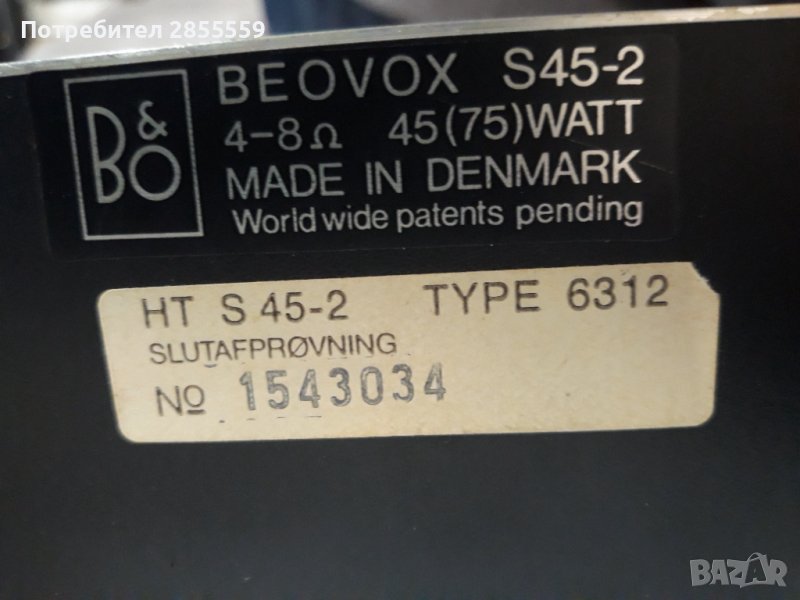 Потребител 2855559
B&O
BEOVOX S45-2
4-8Ω 45(75)WATT
MADE IN DENMARK
World wide patents pending
HT S 45-2 TYPE 6312
SLUTAFPRØVNING
Nº 1543034
BAZAR